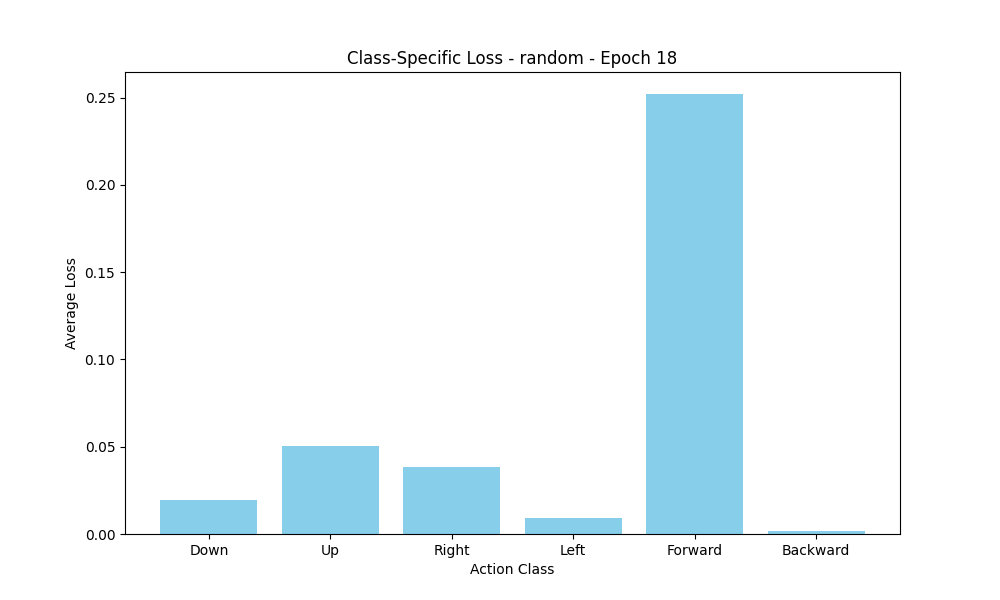 Class-Specific Loss - random - Epoch 18
Average Loss
0.25
0.20
0.15
0.10
0.05
0.00
Down Up Right Left Forward Backward
Action Class